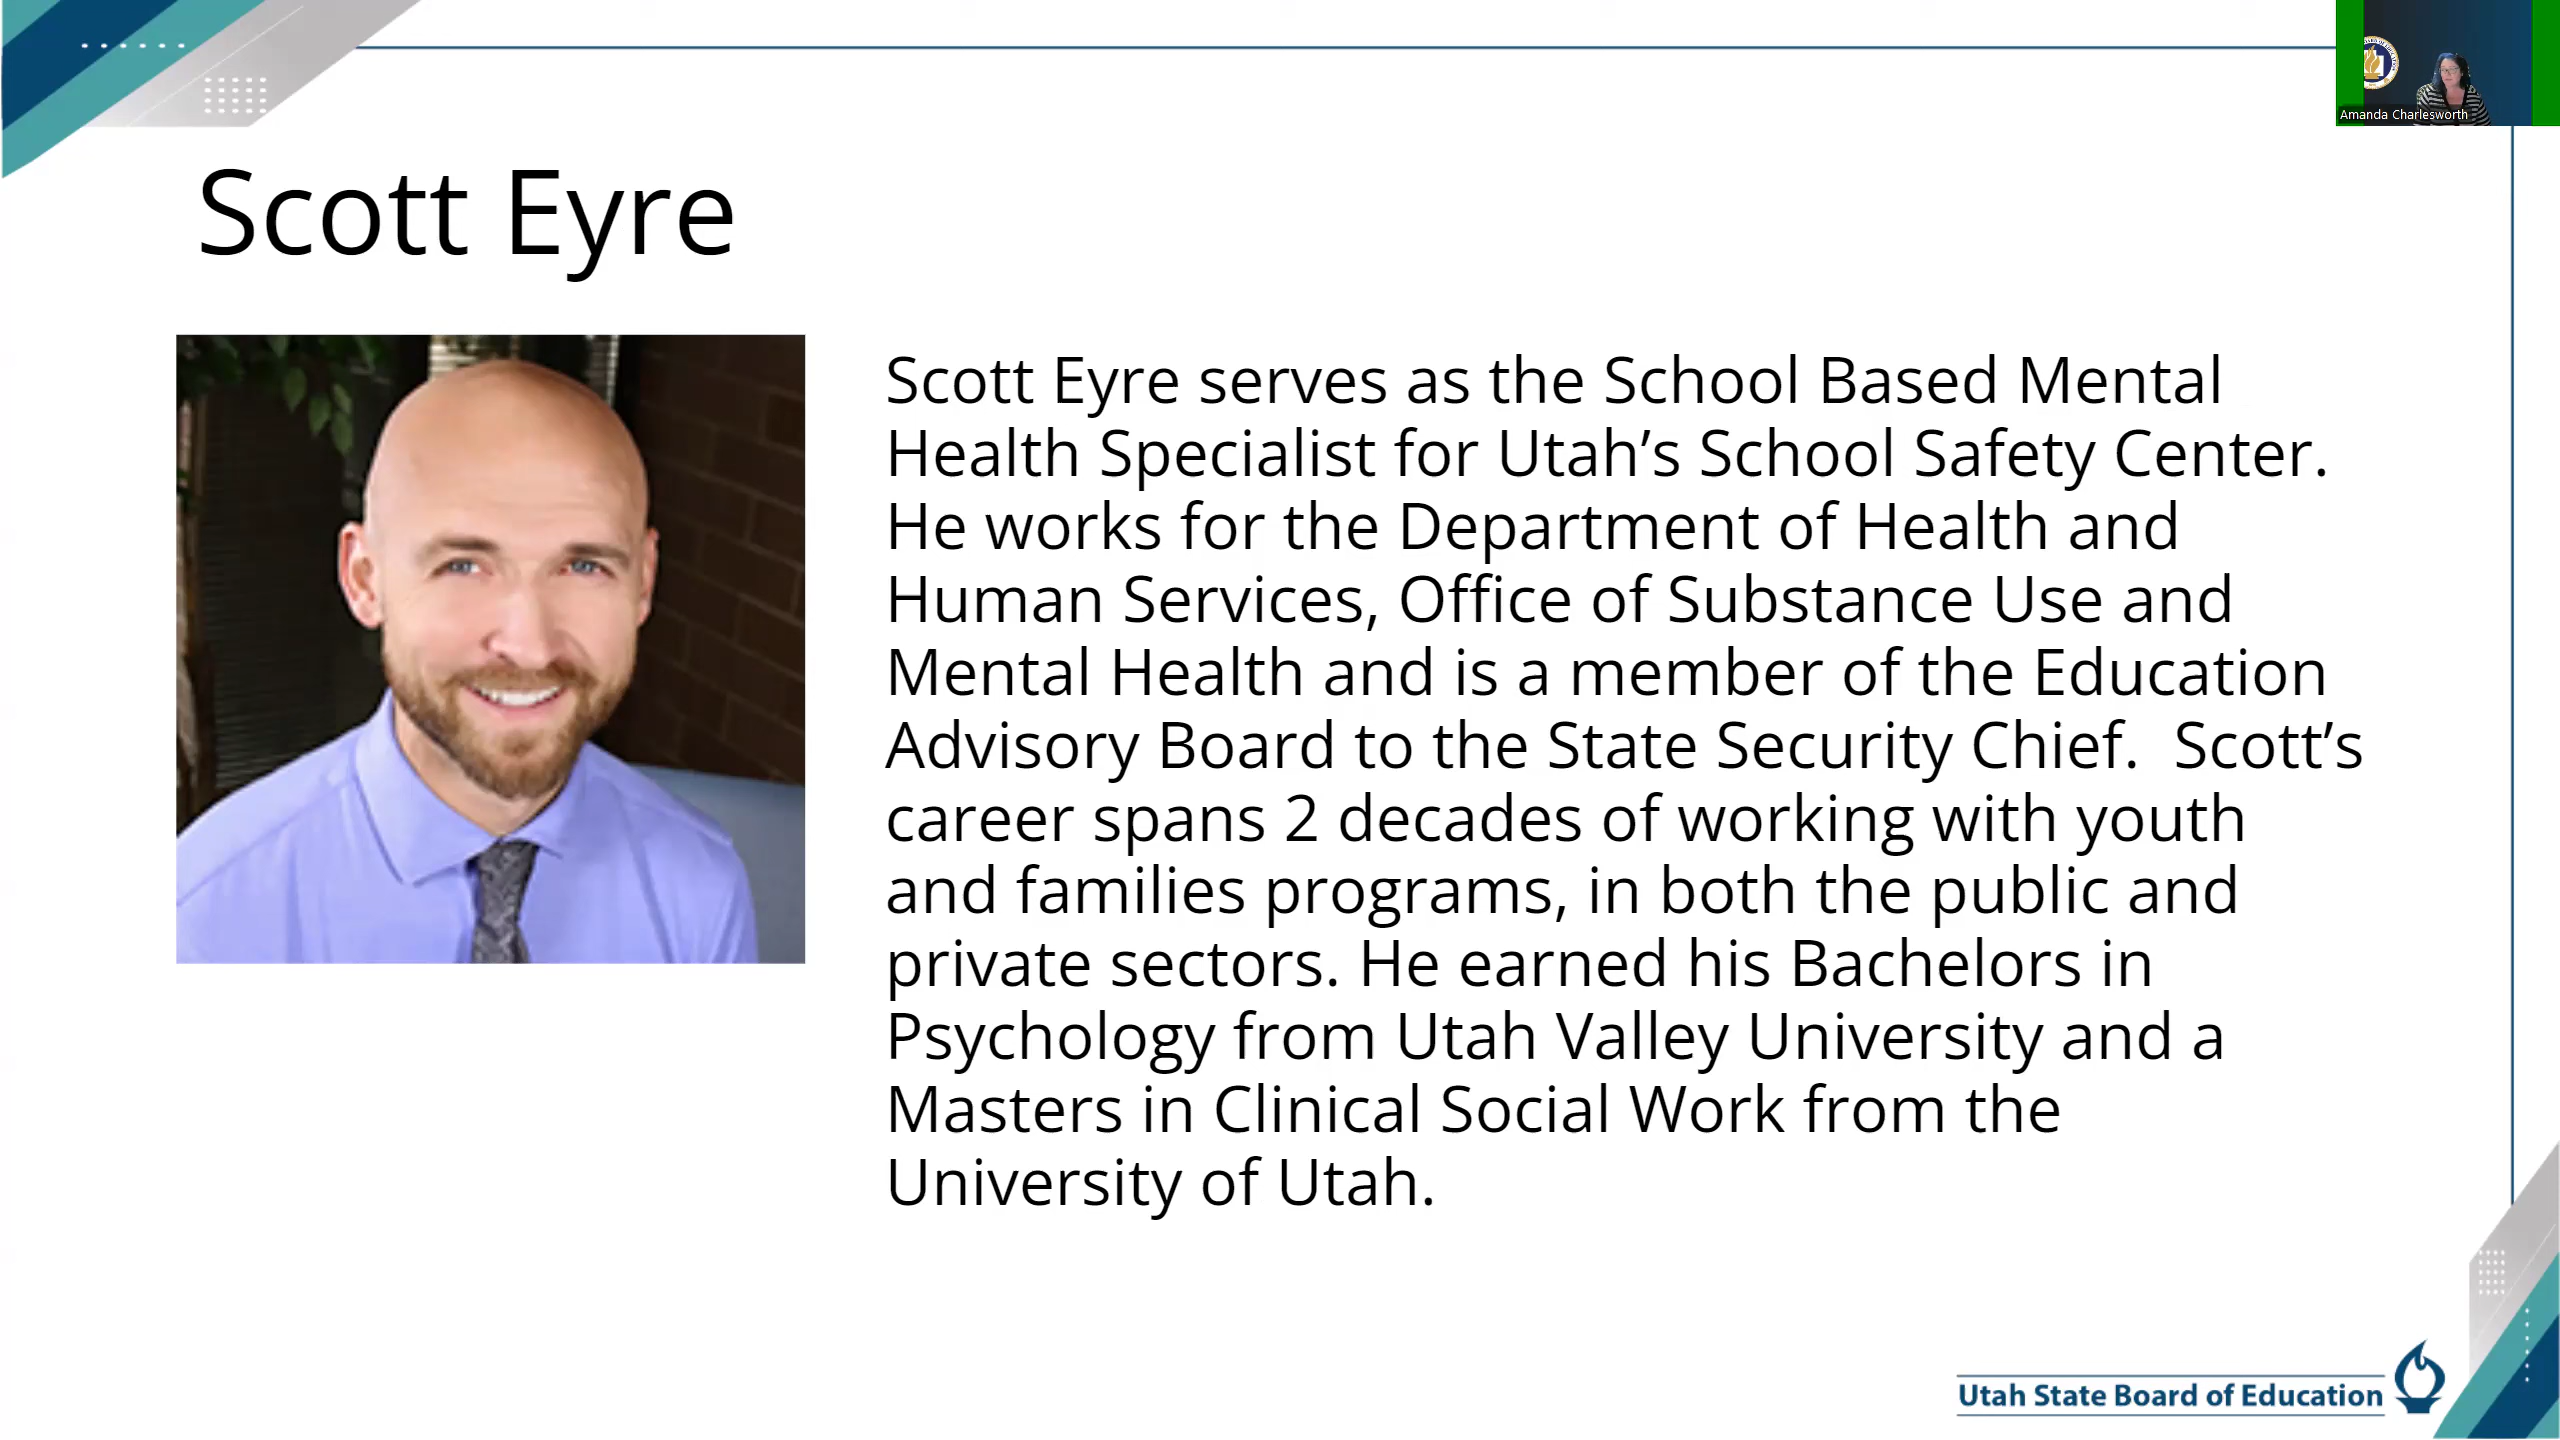 Amanda Charlesworth
Scott Eyre
Scott Eyre serves as the School Based Mental
Health Specialist for Utah’s School Safety Center.
He works for the Department of Health and
Human Services, Office of Substance Use and
Mental Health and is a member of the Education
Advisory Board to the State Security Chief.  Scott’s
career spans 2 decades of working with youth
and families programs, in both the public and
private sectors. He earned his Bachelors in
Psychology from Utah Valley University and a
Masters in Clinical Social Work from the
University of Utah.
Utah State Board of Education